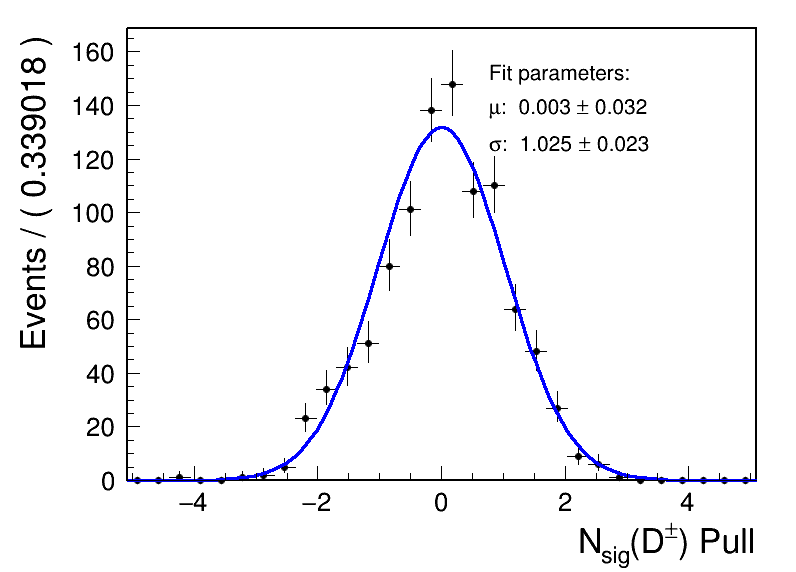 Events / ( 0.339018 )
160
140
120
100
80
60
40
20
0
Fit parameters:
μ: 0.003 ± 0.032
σ: 1.025 ± 0.023
−4 −2 0 2 4
N_sig(D^±) Pull